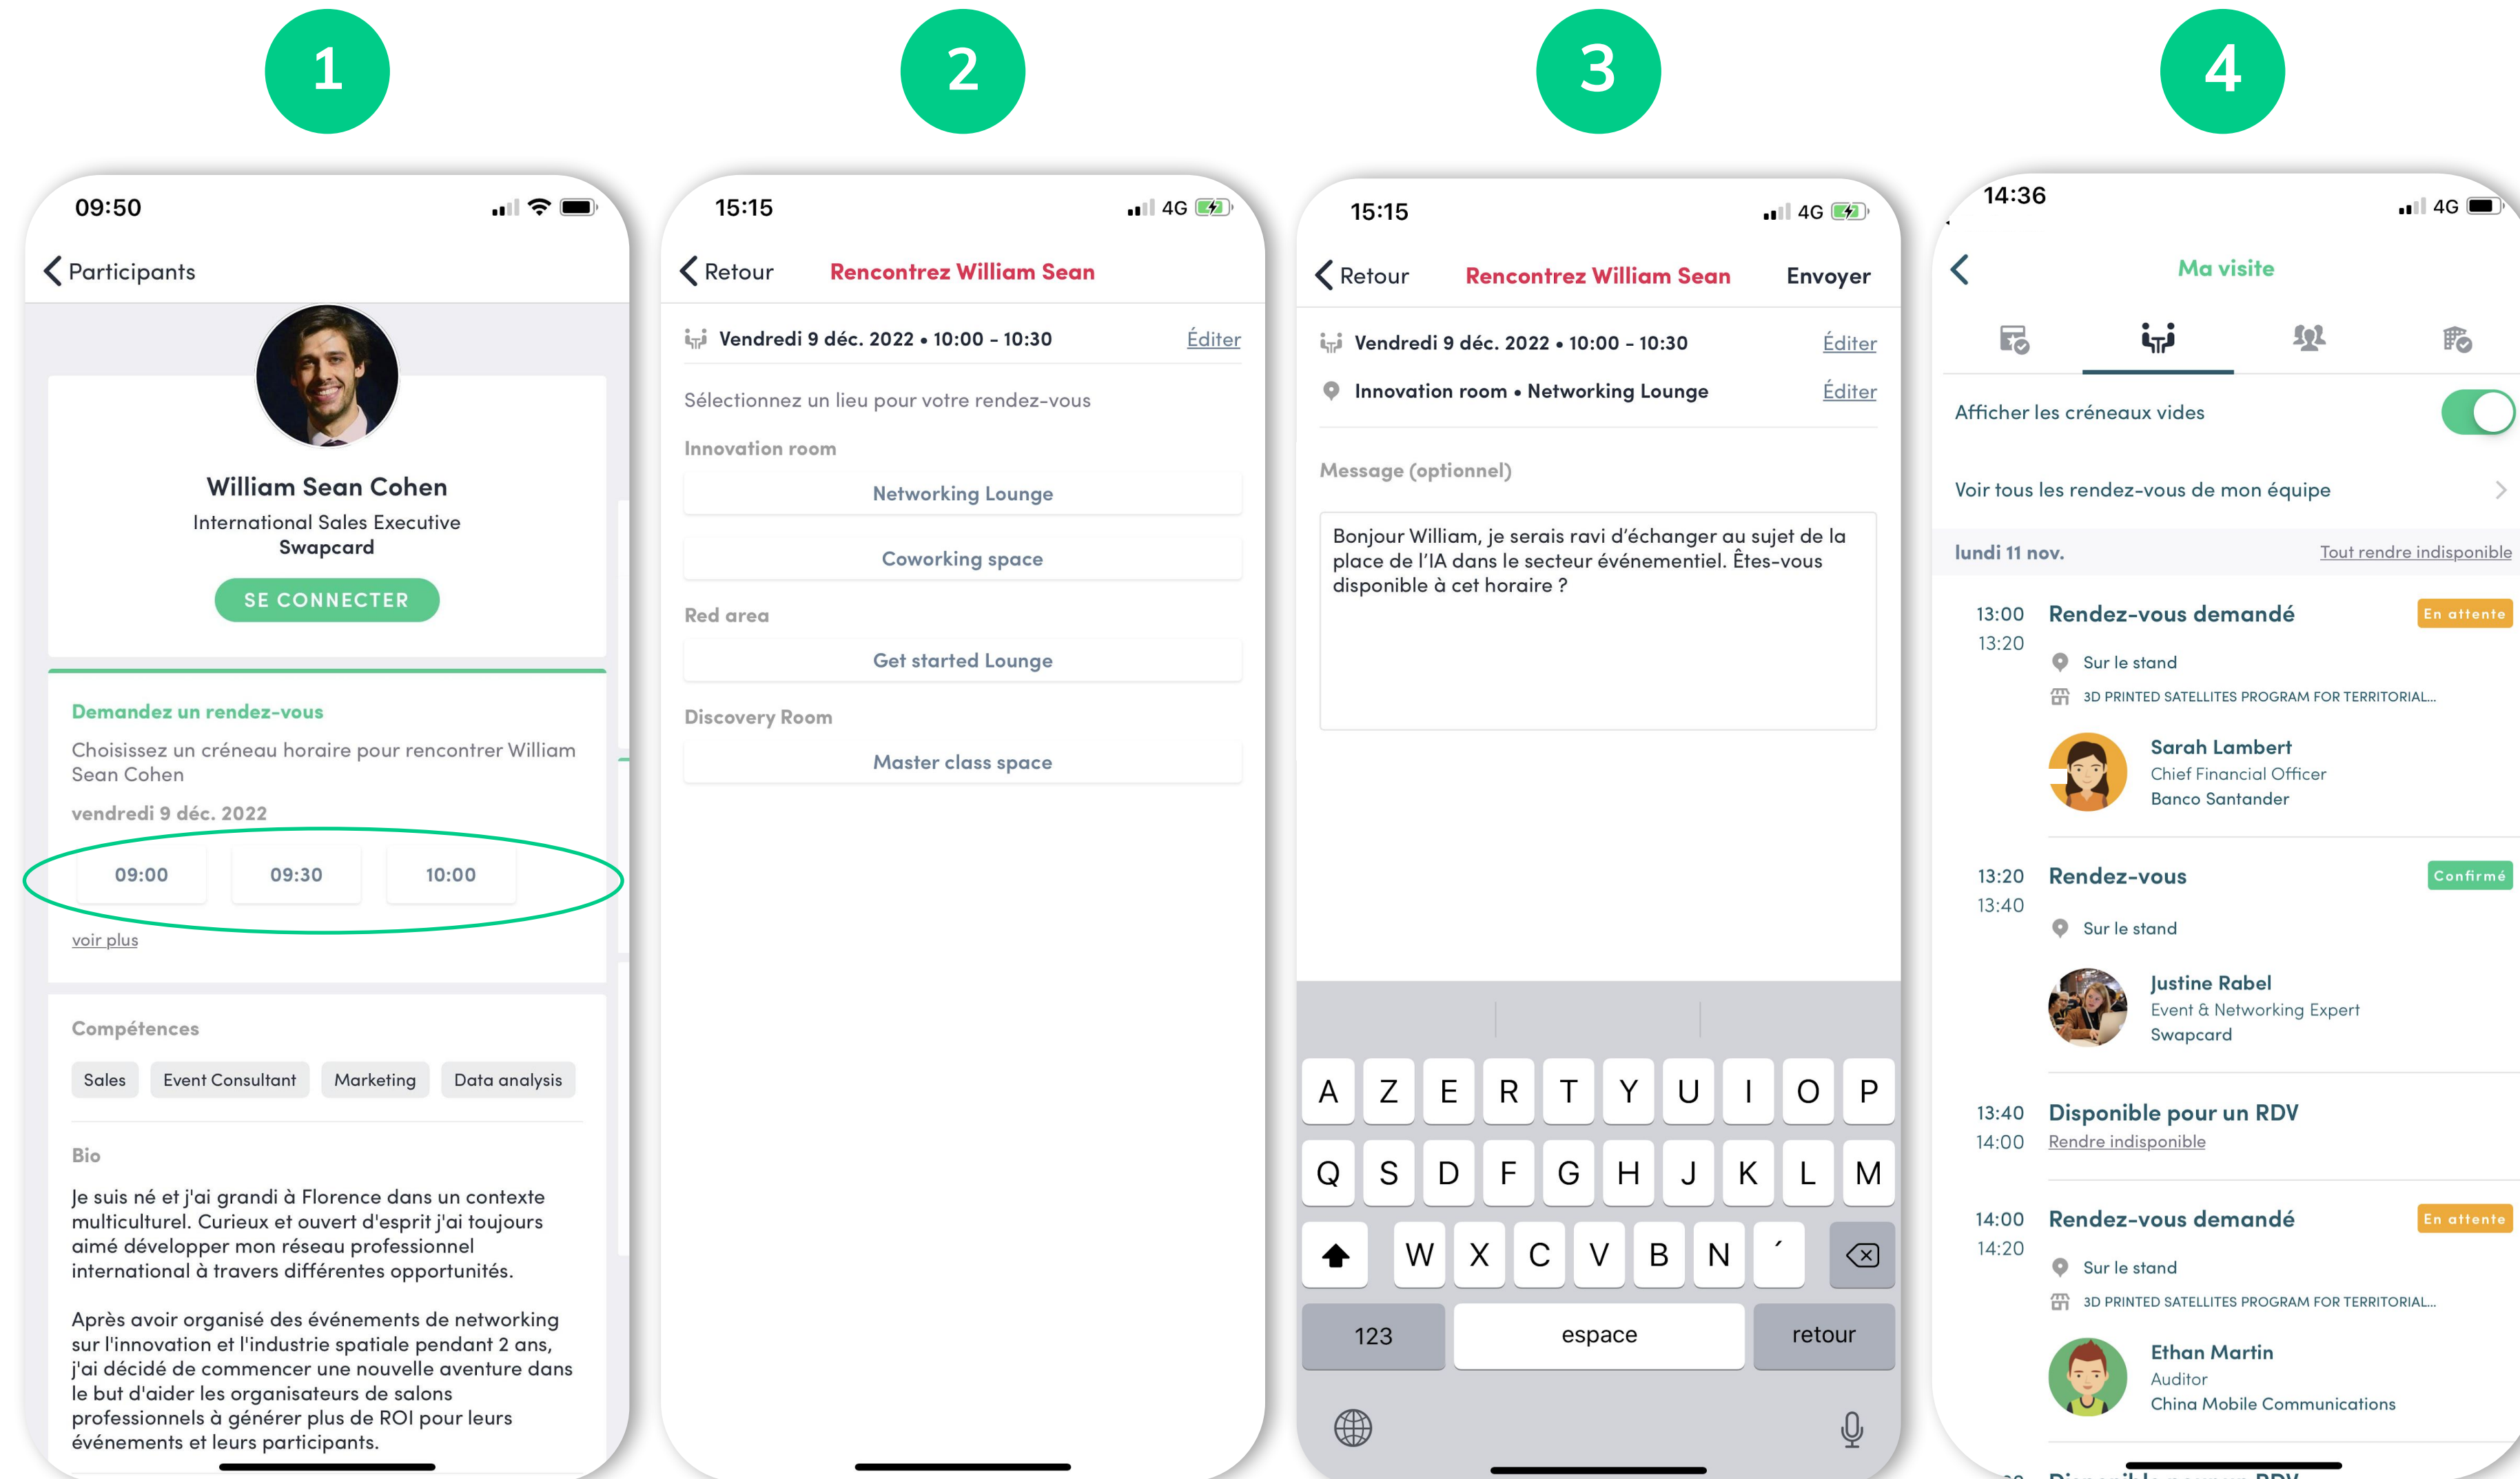 1
09:50
Participants
William Sean Cohen
International Sales Executive
Swapcard
SE CONNECTER
Demandez un rendez-vous
Choisissez un créneau horaire pour rencontrer William
Sean Cohen
vendredi 9 déc. 2022
09:00 09:30 10:00
voir plus
Compétences
Sales Event Consultant Marketing Data analysis
Bio
Je suis né et j'ai grandi à Florence dans un contexte
multiculturel. Curieux et ouvert d'esprit j'ai toujours
aimé développer mon réseau professionnel
international à travers différentes opportunités.
Après avoir organisé des événements de networking
sur l'innovation et l'industrie spatiale pendant 2 ans,
j'ai décidé de commencer une nouvelle aventure dans
le but d'aider les organisateurs de salons
professionnels à générer plus de ROI pour leurs
événements et leurs participants.
2
15:15 4G
Retour Rencontrez William Sean
Vendredi 9 déc. 2022 • 10:00 - 10:30 Éditer
Sélectionnez un lieu pour votre rendez-vous
Innovation room
Networking Lounge
Coworking space
Red area
Get started Lounge
Discovery Room
Master class space
3
15:15 4G
Retour Rencontrez William Sean Envoyer
Vendredi 9 déc. 2022 • 10:00 - 10:30 Éditer
Innovation room • Networking Lounge Éditer
Message (optionnel)
Bonjour William, je serais ravi d’échanger au sujet de la
place de l’IA dans le secteur événementiel. Êtes-vous
disponible à cet horaire ?
A Z E R T Y U I O P
Q S D F G H J K L M
W X C V B N ´
123 espace retour
4
14:36 4G
Ma visite
Afficher les créneaux vides
Voir tous les rendez-vous de mon équipe
lundi 11 nov. Tout rendre indisponible
13:00 Rendez-vous demandé En attente
13:20
Sur le stand
3D PRINTED SATELLITES PROGRAM FOR TERRITORIAL...
Sarah Lambert
Chief Financial Officer
Banco Santander
13:20 Rendez-vous Confirmé
13:40
Sur le stand
Justine Rabel
Event & Networking Expert
Swapcard
13:40 Disponible pour un RDV
14:00 Rendre indisponible
14:00 Rendez-vous demandé En attente
14:20
Sur le stand
3D PRINTED SATELLITES PROGRAM FOR TERRITORIAL...
Ethan Martin
Auditor
China Mobile Communications